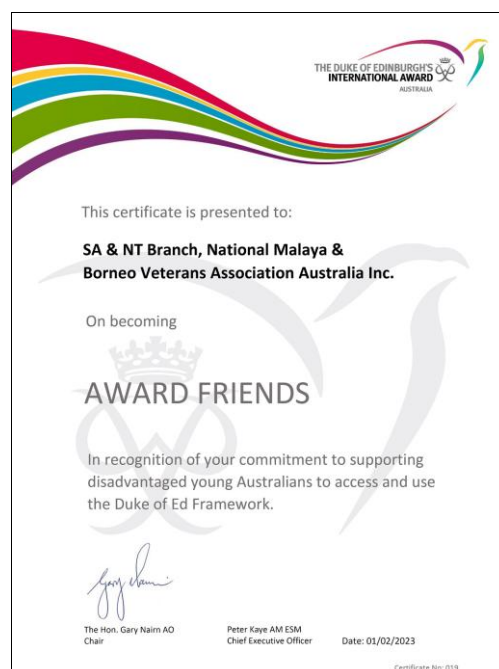 THE DUKE OF EDINBURGH'S
INTERNATIONAL AWARD
AUSTRALIA
This certificate is presented to:
SA & NT Branch, National Malaya &
Borneo Veterans Association Australia Inc.
On becoming
AWARD FRIENDS
In recognition of your commitment to supporting
disadvantaged young Australians to access and use
the Duke of Ed Framework.
The Hon. Gary Nairn AO
Chair
Peter Kaye AM ESM
Chief Executive Officer
Date: 01/02/2023
Certificate No: 019